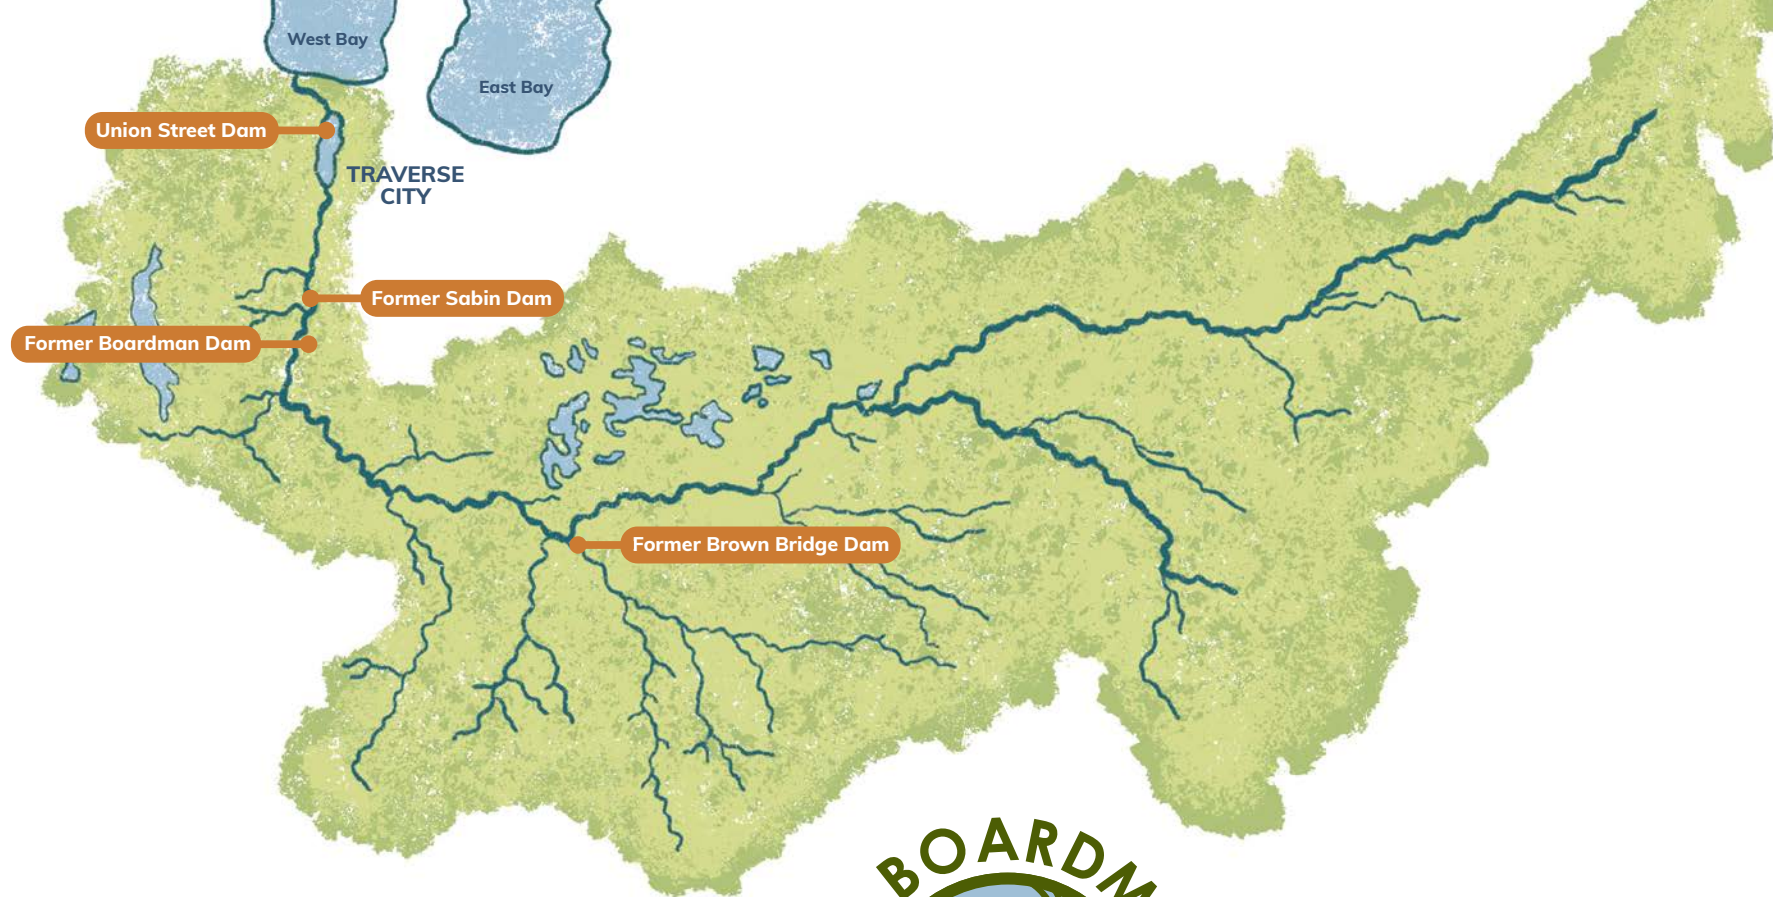 West Bay
East Bay
Union Street Dam
TRAVERSE
CITY
Former Sabin Dam
Former Boardman Dam
Former Brown Bridge Dam
BOARDM